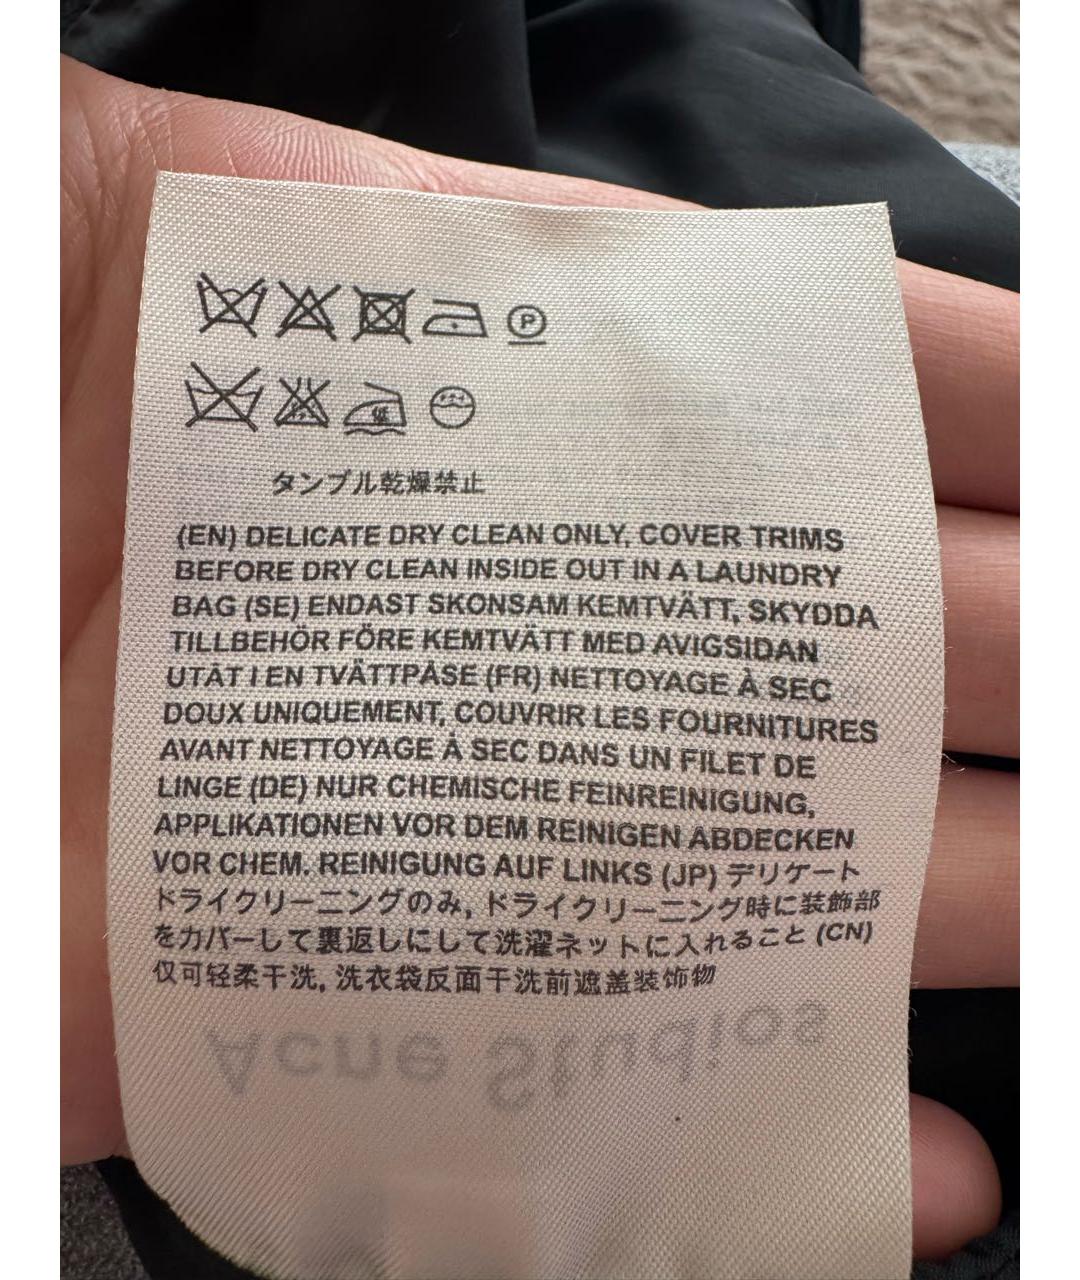 P
タンブル乾燥禁止
(EN) DELICATE DRY CLEAN ONLY, COVER TRIMS
BEFORE DRY CLEAN INSIDE OUT IN A LAUNDRY
BAG (SE) ENDAST SKONSAM KEMTVÄTT, SKYDDA
TILLBEHÖR FÖRE KEMTVÄTT MED AVIGSIDAN
UTÅT I EN TVÄTTPÅSE (FR) NETTOYAGE À SEC
DOUX UNIQUEMENT, COUVRIR LES FOURNITURES
AVANT NETTOYAGE À SEC DANS UN FILET DE
LINGE (DE) NUR CHEMISCHE FEINREINIGUNG,
APPLIKATIONEN VOR DEM REINIGEN ABDECKEN
VOR CHEM. REINIGUNG AUF LINKS (JP) デリケート
ドライクリーニングのみ, ドライクリーニング時に装飾部
をカバーして裏返しにして洗濯ネットに入れること (CN)
仅可轻柔干洗, 洗衣袋反面干洗前遮盖装饰物
Acne Studios